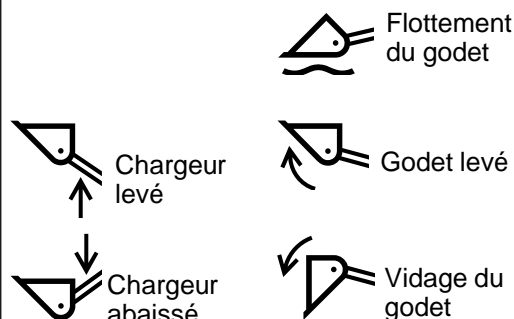 Flottement
du godet
Chargeur
levé
Godet levé
Chargeur
abaissé
Vidage du
godet